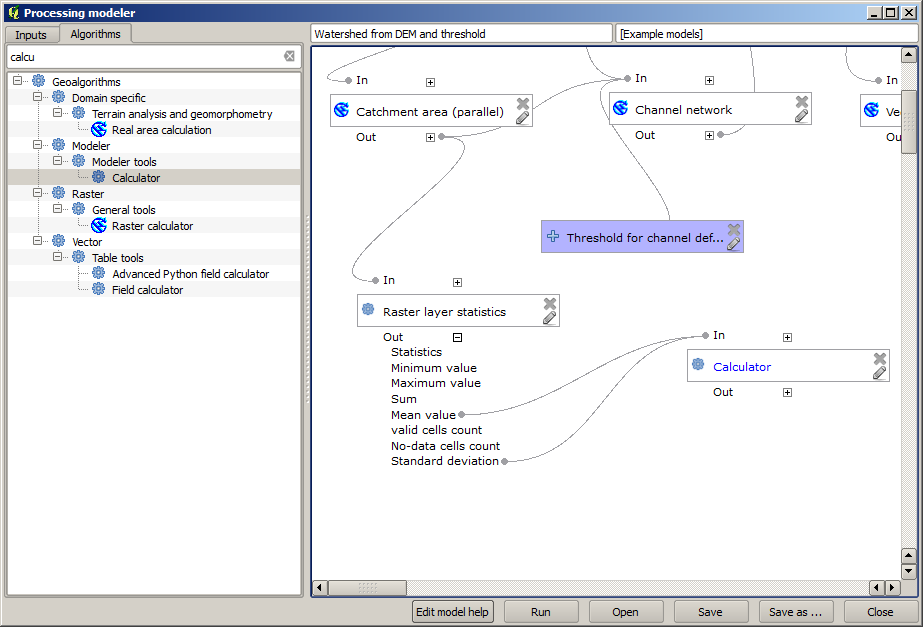 Processing modeler
Inputs
Algorithms
calcu
Geoalgorithms
Domain specific
Terrain analysis and geomorphometry
Real area calculation
Modeler
Modeler tools
Calculator
Raster
General tools
Raster calculator
Vector
Table tools
Advanced Python field calculator
Field calculator
Watershed from DEM and threshold
[Example models]
In
Catchment area (parallel)
Out
In
Channel network
Out
In
Ve
Ou
Threshold for channel def...
In
Raster layer statistics
Out
Statistics
Minimum value
Maximum value
Sum
Mean value
valid cells count
No-data cells count
Standard deviation
In
Calculator
Out
Edit model help
Run
Open
Save
Save as ...
Close